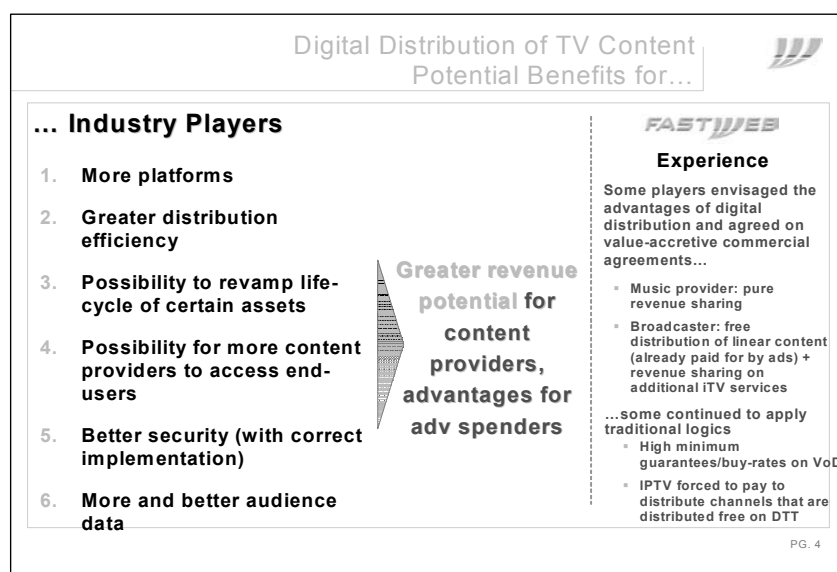 Digital Distribution of TV Content
Potential Benefits for…
… Industry Players
1. More platforms
2. Greater distribution
efficiency
3. Possibility to revamp life-
cycle of certain assets
4. Possibility for more content
providers to access end-
users
5. Better security (with correct
implementation)
6. More and better audience
data
Greater revenue
potential for
content
providers,
advantages for
adv spenders
FASTWEB
Experience
Some players envisaged the
advantages of digital
distribution and agreed on
value-accretive commercial
agreements…
Music provider: pure
revenue sharing
Broadcaster: free
distribution of linear content
(already paid for by ads) +
revenue sharing on
additional iTV services
…some continued to apply
traditional logics
High minimum
guarantees/buy-rates on VoD
IPTV forced to pay to
distribute channels that are
distributed free on DTT
PG. 4